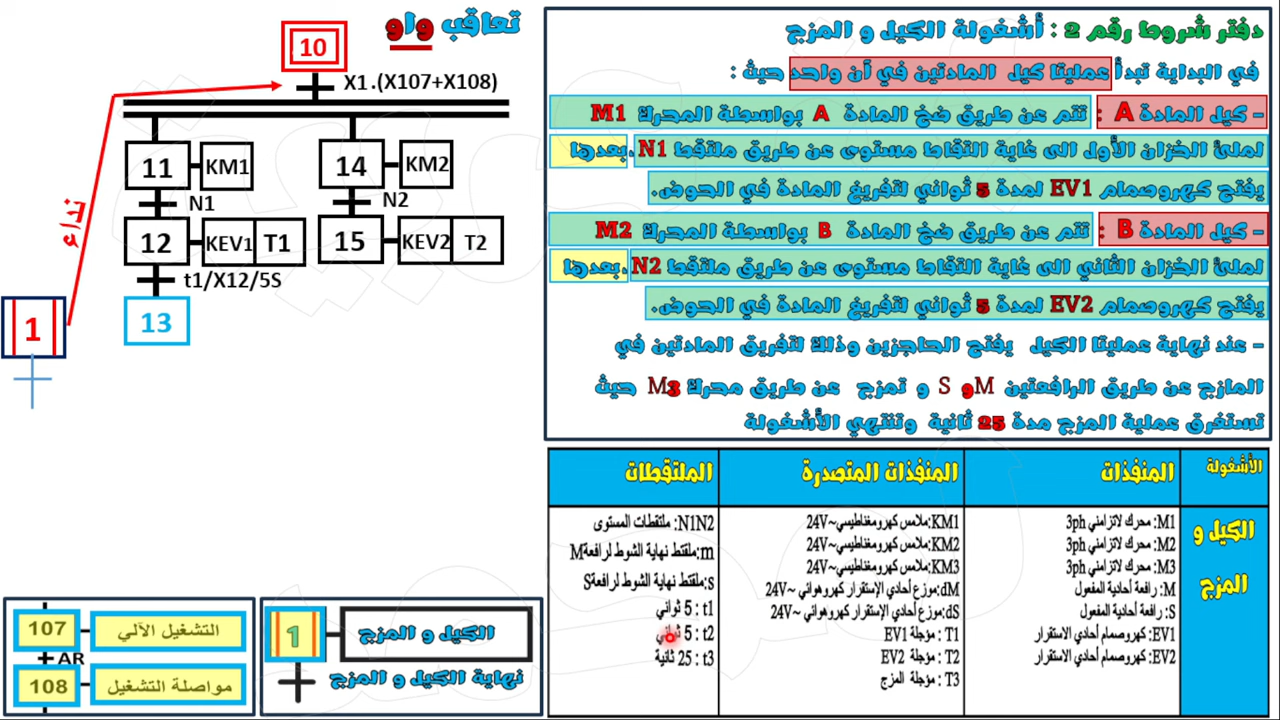 دفتر شروط رقم 2 : أشغولة الكيل و المزج
في البداية تبدأ عمليتا كيل المادتين في آن واحد حيث :
- كيل المادة A : تتم عن طريق ضخ المادة A بواسطة المحرك M1
لملئ الخزان الأول الى غاية التقاط مستوى عن طريق ملتقط N1 .بعدها
يفتح كهروصمام EV1 لمدة 5 ثواني لتفريغ المادة في الحوض.
- كيل المادة B : تتم عن طريق ضخ المادة B بواسطة المحرك M2
لملئ الخزان الثاني الى غاية التقاط مستوى عن طريق ملتقط N2 .بعدها
يفتح كهروصمام EV2 لمدة 5 ثواني لتفريغ المادة في الحوض.
- عند نهاية عمليتا الكيل يفتح الحاجزين وذلك لتفريق المادتين في
المازج عن طريق الرافعتين M و S و تمزج عن طريق محرك M3 حيث
تستغرق عملية المزج مدة 25 ثانية وتنتهي الأشغولة
تعاقب واو
10
X1.(X107+X108)
11 KM1
14 KM2
N1
N2
12 KEV1 T1
15 KEV2 T2
t1/X12/5S
13
نداء
1
الأشغولة
المنفذات
المنفذات المتصدرة
الملتقطات
الكيل و
المزج
M1: محرك لاتزامني 3ph
M2: محرك لاتزامني 3ph
M3: محرك لاتزامني 3ph
M: رافعة أحادية المفعول
S: رافعة أحادية المفعول
EV1: كهروصمام أحادي الاستقرار
EV2: كهروصمام أحادي الاستقرار
KM1:ملامس كهرومغناطيسي~24V
KM2:ملامس كهرومغناطيسي~24V
KM3:ملامس كهرومغناطيسي~24V
dM:موزع أحادي الإستقرار كهروهوائي ~24V
dS:موزع أحادي الإستقرار كهروهوائي ~24V
T1 : مؤجلة EV1
T2 : مؤجلة EV2
T3 : مؤجلة المزج
N1N2: ملتقطات المستوى
m:ملتقط نهاية الشوط لرافعةM
s:ملتقط نهاية الشوط لرافعةS
t1 : 5 ثواني
t2 : 5 ثواني
t3 : 25 ثانية
107 التشغيل الآلي
AR
108 مواصلة التشغيل
1 الكيل و المزج
نهاية الكيل و المزج